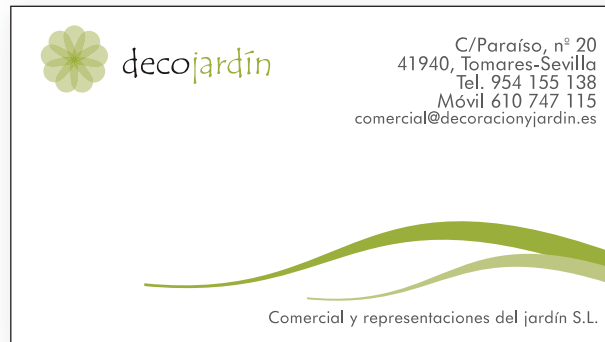 decojardín
C/Paraíso, nº 20
41940, Tomares-Sevilla
Tel. 954 155 138
Móvil 610 747 115
comercial@decoracionyjardin.es
Comercial y representaciones del jardín S.L.